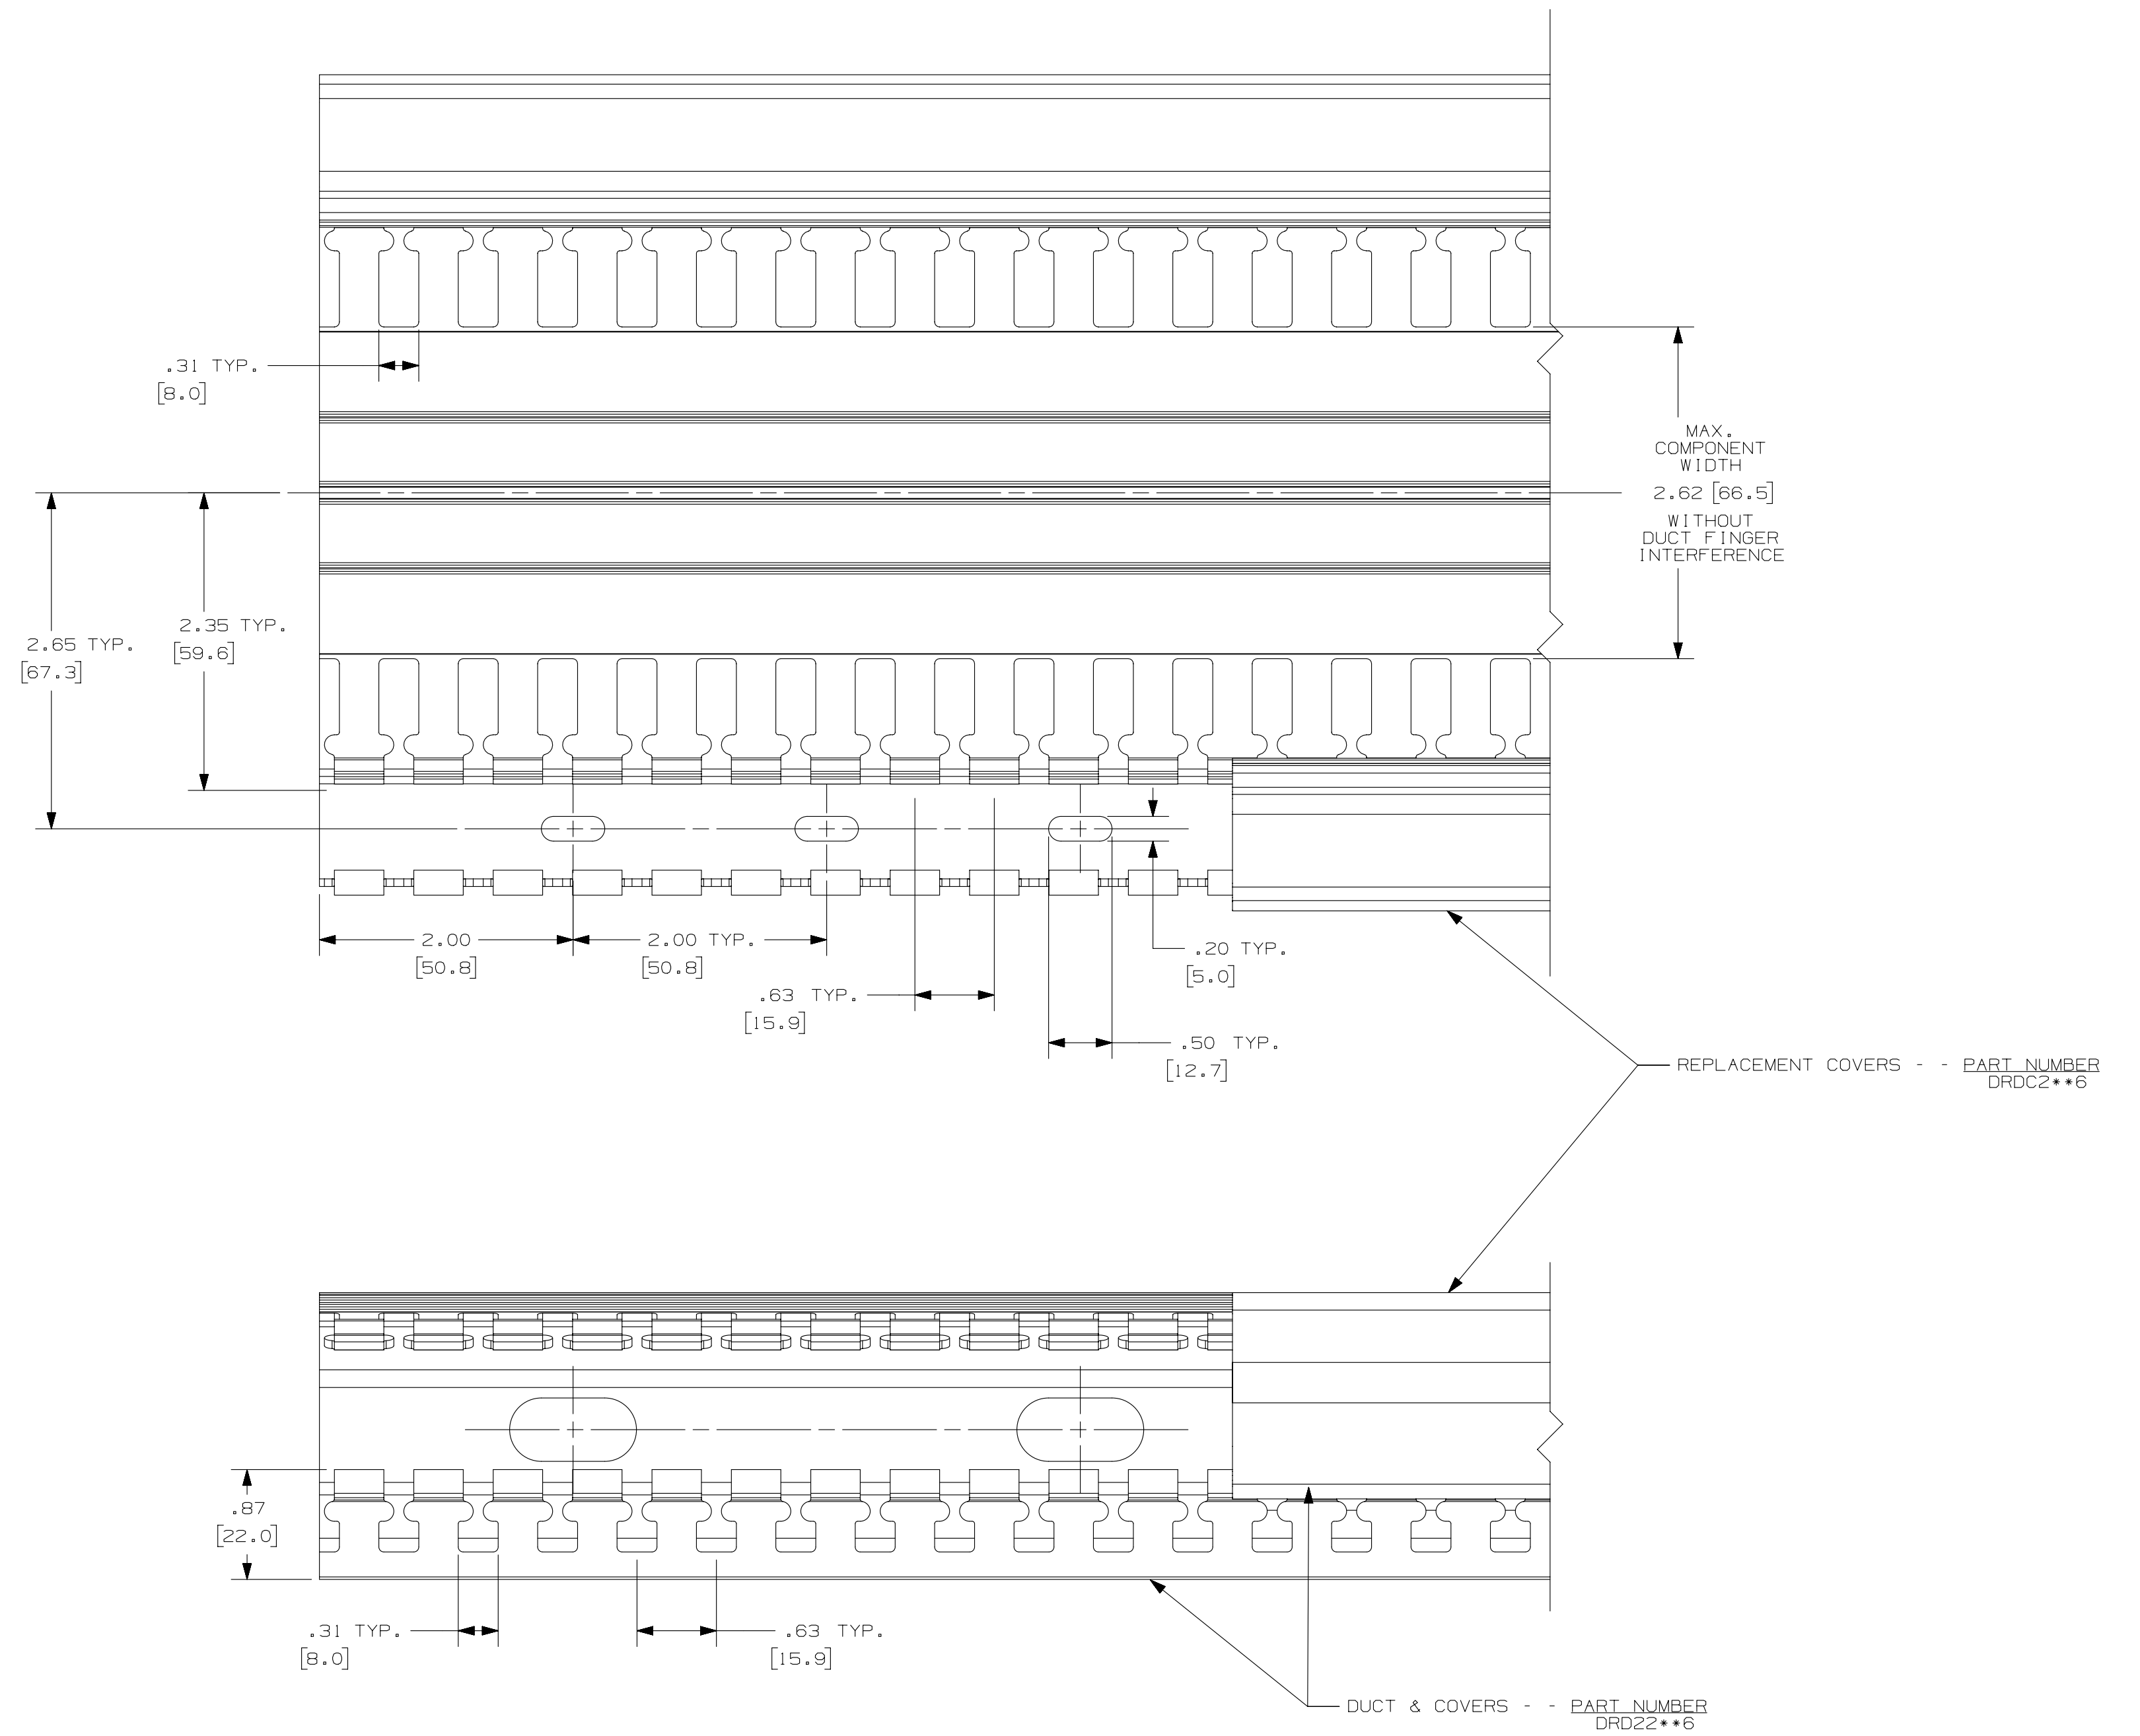 .31 TYP.
[8.0]
MAX.
COMPONENT
WIDTH
2.62 [66.5]
WITHOUT
DUCT FINGER
INTERFERENCE
2.35 TYP.
[59.6]
2.65 TYP.
[67.3]
2.00
[50.8]
2.00 TYP.
[50.8]
.20 TYP.
[5.0]
.63 TYP.
[15.9]
.50 TYP.
[12.7]
REPLACEMENT COVERS - - PART NUMBER
DRDC2**6
.87
[22.0]
.31 TYP.
[8.0]
.63 TYP.
[15.9]
DUCT & COVERS - - PART NUMBER
DRD22**6